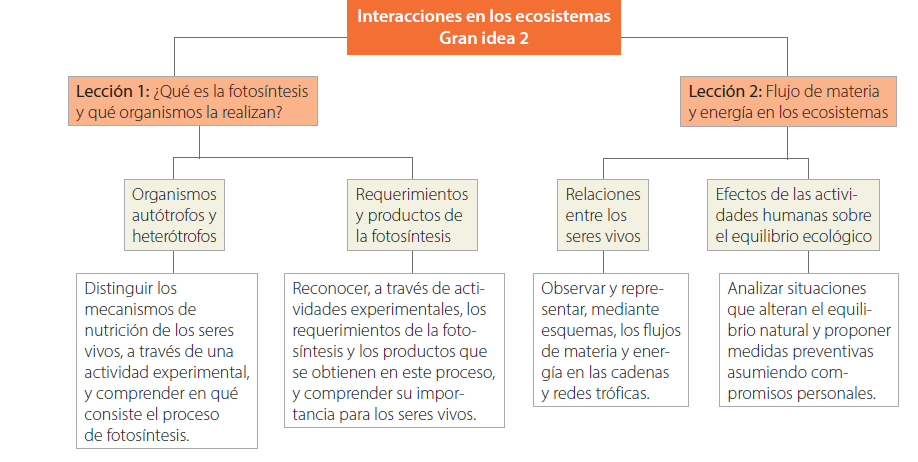 Interacciones en los ecosistemas
Gran idea 2
Lección 1: ¿Qué es la fotosíntesis
y qué organismos la realizan?
Lección 2: Flujo de materia
y energía en los ecosistemas
Organismos
autótrofos y
heterótrofos
Requerimientos
y productos de
la fotosíntesis
Relaciones
entre los
seres vivos
Efectos de las activi-
dades humanas sobre
el equilibrio ecológico
Distinguir los
mecanismos de
nutrición de los seres
vivos, a través de una
actividad experimental,
y comprender en qué
consiste el proceso
de fotosíntesis.
Reconocer, a través de acti-
vidades experimentales, los
requerimientos de la foto-
síntesis y los productos que
se obtienen en este proceso,
y comprender su impor-
tancia para los seres vivos.
Observar y repre-
sentar, mediante
esquemas, los flujos
de materia y ener-
gía en las cadenas
y redes tróficas.
Analizar situaciones
que alteran el equili-
brio natural y proponer
medidas preventivas
asumiendo com-
promisos personales.